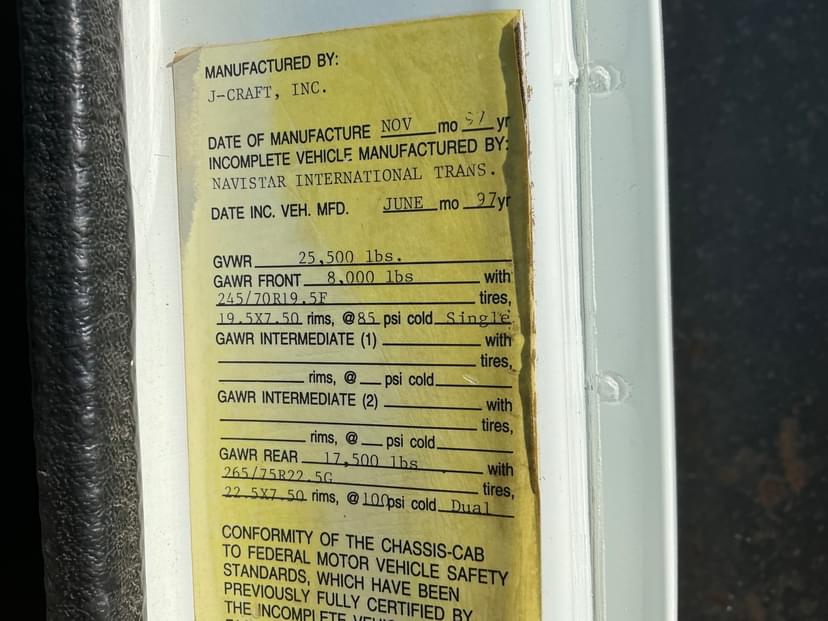 MANUFACTURED BY:
J-CRAFT, INC.
DATE OF MANUFACTURE NOV mo 97 yr
INCOMPLETE VEHICLE MANUFACTURED BY:
NAVISTAR INTERNATIONAL TRANS.
DATE INC. VEH. MFD. JUNE mo 97yr
GVWR 25,500 lbs.
GAWR FRONT 8,000 lbs with
245/70R19.5F tires,
19.5X7.50 rims, @85 psi cold Single
GAWR INTERMEDIATE (1) with
tires,
rims, @ psi cold
GAWR INTERMEDIATE (2) with
tires,
rims, @ psi cold
GAWR REAR 17,500 lbs with
265/75R22.5G tires,
22.5X7.50 rims, @100psi cold Dual
CONFORMITY OF THE CHASSIS-CAB
TO FEDERAL MOTOR VEHICLE SAFETY
STANDARDS, WHICH HAVE BEEN
PREVIOUSLY FULLY CERTIFIED BY
THE INCOMPLETE